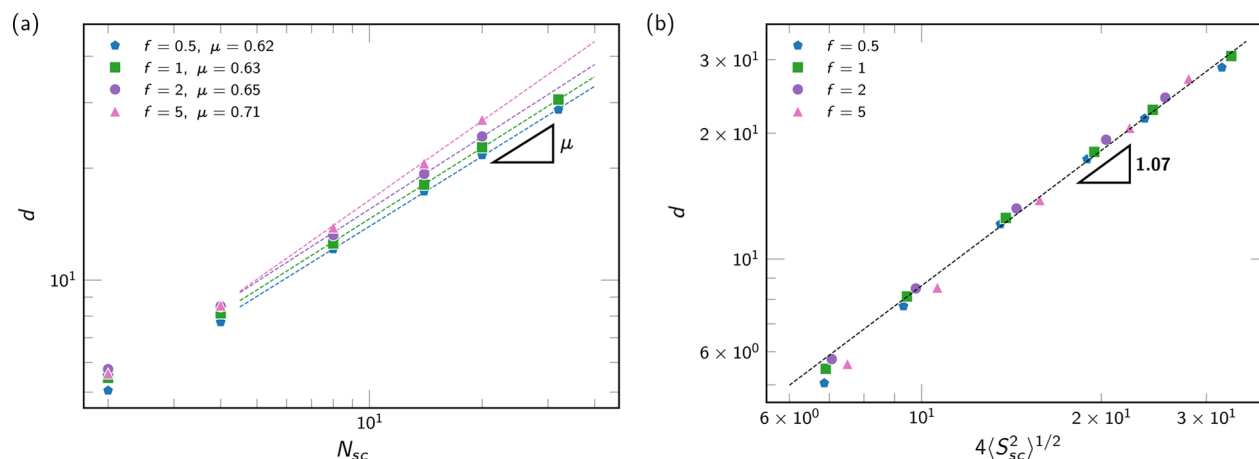 (a)
f = 0.5, μ = 0.62
f = 1, μ = 0.63
f = 2, μ = 0.65
f = 5, μ = 0.71
μ
d
10¹
10¹
N_sc
(b)
f = 0.5
f = 1
f = 2
f = 5
1.07
d
3 × 10¹
2 × 10¹
10¹
6 × 10⁰
6 × 10⁰
10¹
2 × 10¹
3 × 10¹
4⟨S²_sc⟩^1/2